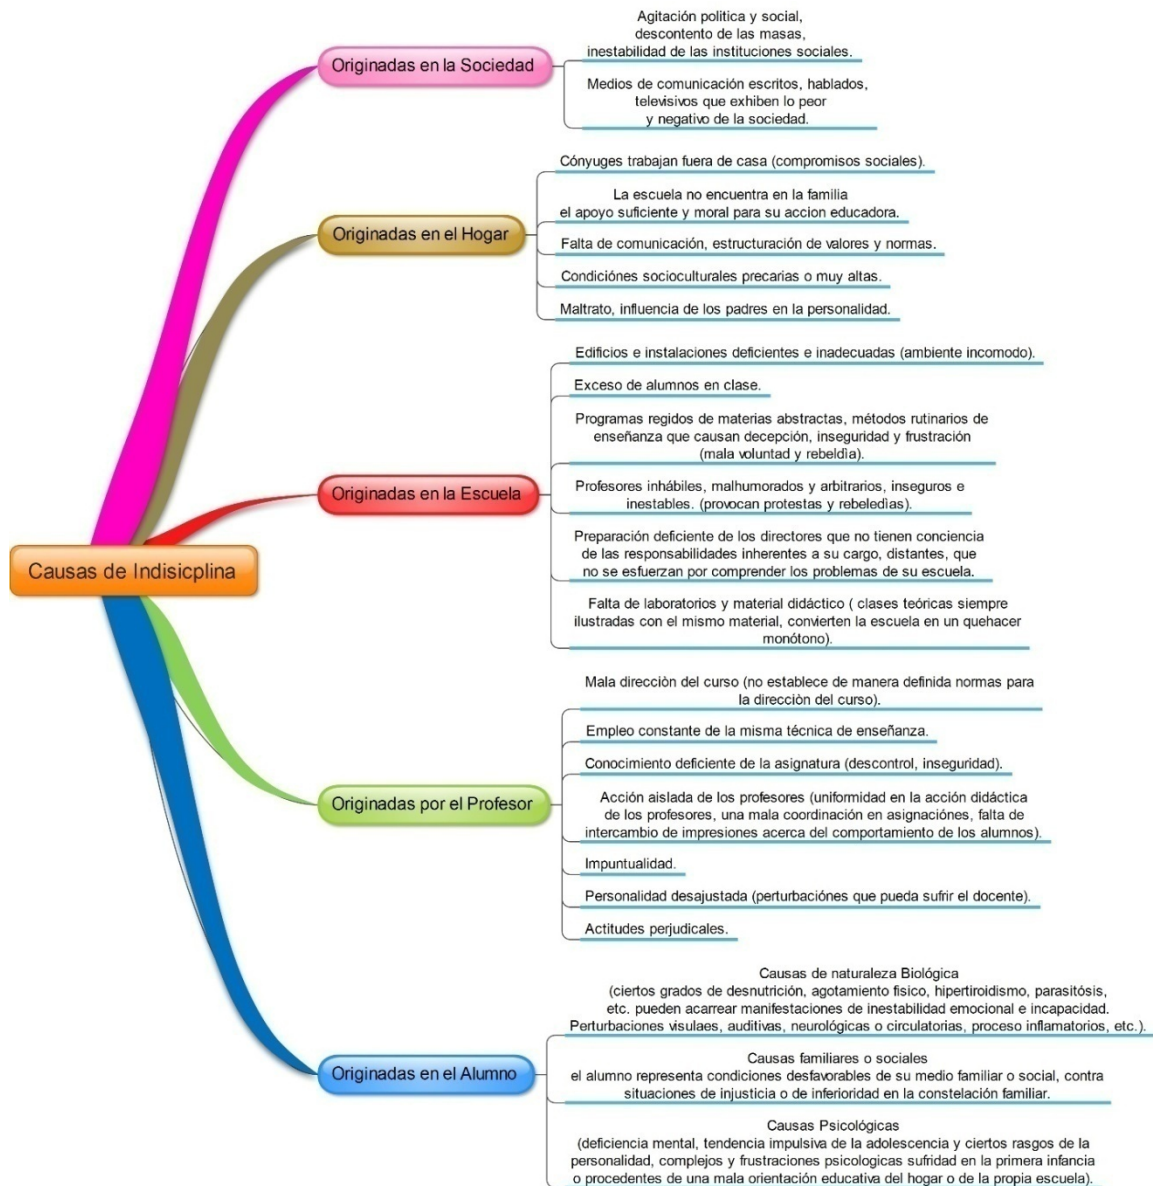 Originadas en la Sociedad
Agitación politica y social,
descontento de las masas,
inestabilidad de las instituciones sociales.
Medios de comunicación escritos, hablados,
televisivos que exhiben lo peor
y negativo de la sociedad.
Originadas en el Hogar
Cónyuges trabajan fuera de casa (compromisos sociales).
La escuela no encuentra en la familia
el apoyo suficiente y moral para su accion educadora.
Falta de comunicación, estructuración de valores y normas.
Condiciónes socioculturales precarias o muy altas.
Maltrato, influencia de los padres en la personalidad.
Causas de Indisicplina
Originadas en la Escuela
Edificios e instalaciones deficientes e inadecuadas (ambiente incomodo).
Exceso de alumnos en clase.
Programas regidos de materias abstractas, métodos rutinarios de
enseñanza que causan decepción, inseguridad y frustración
(mala voluntad y rebeldìa).
Profesores inhábiles, malhumorados y arbitrarios, inseguros e
inestables. (provocan protestas y rebeledìas).
Preparación deficiente de los directores que no tienen conciencia
de las responsabilidades inherentes a su cargo, distantes, que
no se esfuerzan por comprender los problemas de su escuela.
Falta de laboratorios y material didáctico ( clases teóricas siempre
ilustradas con el mismo material, convierten la escuela en un quehacer
monótono).
Originadas por el Profesor
Mala direcciòn del curso (no establece de manera definida normas para
la direcciòn del curso).
Empleo constante de la misma técnica de enseñanza.
Conocimiento deficiente de la asignatura (descontrol, inseguridad).
Acción aislada de los profesores (uniformidad en la acción didáctica
de los profesores, una mala coordinación en asignaciónes, falta de
intercambio de impresiones acerca del comportamiento de los alumnos).
Impuntualidad.
Personalidad desajustada (perturbaciónes que pueda sufrir el docente).
Actitudes perjudicales.
Originadas en el Alumno
Causas de naturaleza Biológica
(ciertos grados de desnutrición, agotamiento fisico, hipertiroidismo, parasitósis,
etc. pueden acarrear manifestaciones de inestabilidad emocional e incapacidad.
Perturbaciones visulaes, auditivas, neurológicas o circulatorias, proceso inflamatorios, etc.).
Causas familiares o sociales
el alumno representa condiciones desfavorables de su medio familiar o social, contra
situaciones de injusticia o de inferioridad en la constelación familiar.
Causas Psicológicas
(deficiencia mental, tendencia impulsiva de la adolescencia y ciertos rasgos de la
personalidad, complejos y frustraciones psicologicas sufridad en la primera infancia
o procedentes de una mala orientación educativa del hogar o de la propia escuela).